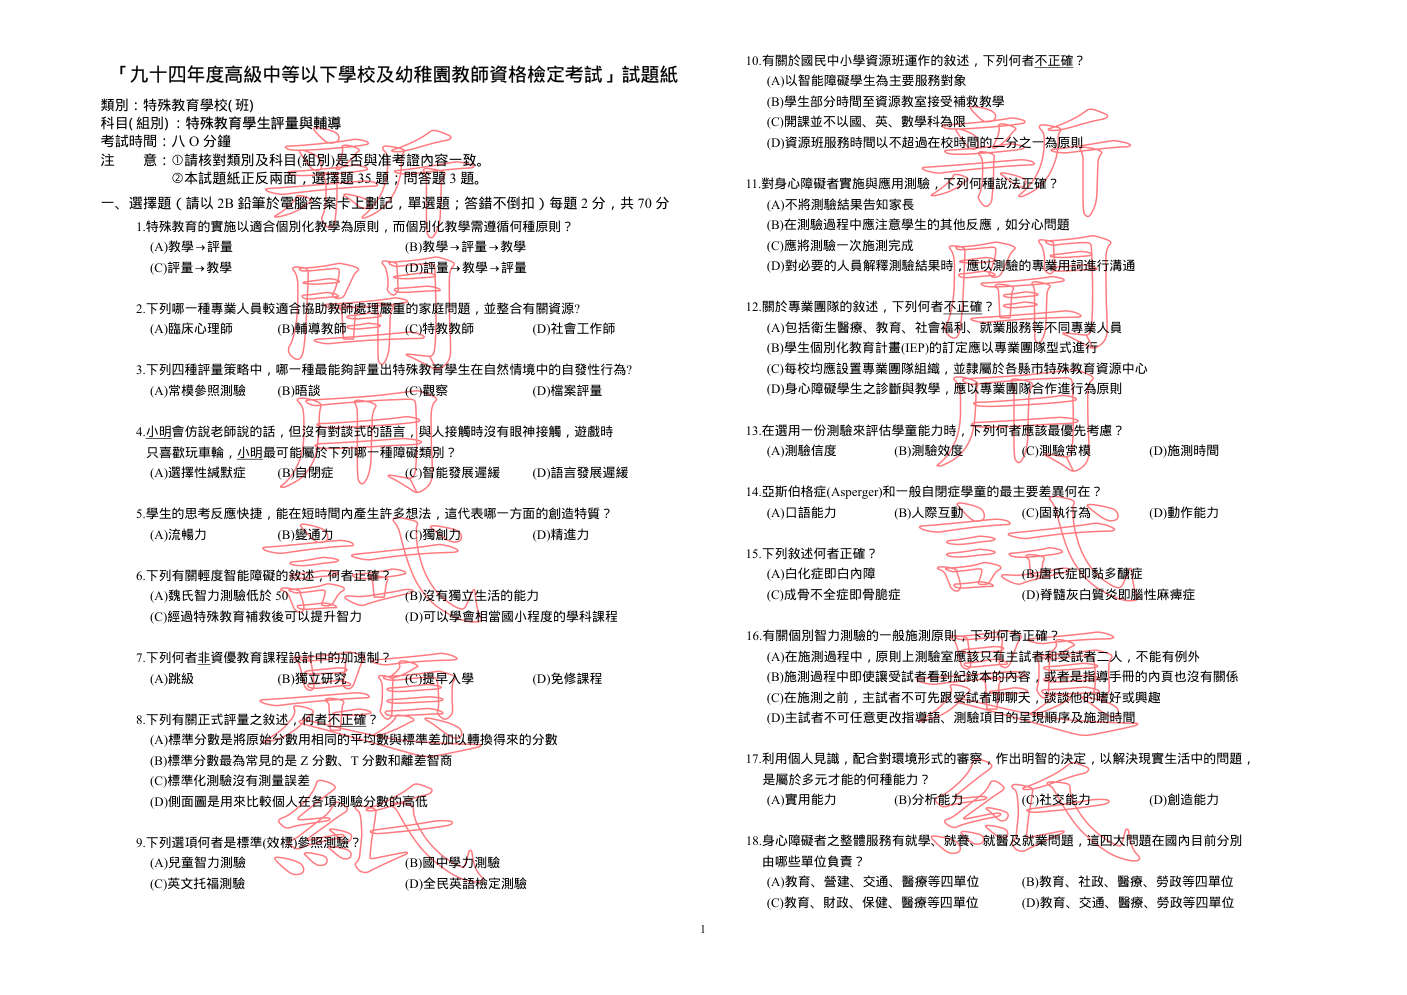 「九十四年度高級中等以下學校及幼稚園教師資格檢定考試」試題紙
類別：特殊教育學校(班)
科目(組別)：特殊教育學生評量與輔導
考試時間：八O分鐘
注　　意：①請核對類別及科目(組別)是否與准考證內容一致。
②本試題紙正反兩面，選擇題 35 題；問答題 3 題。
一、選擇題（請以 2B 鉛筆於電腦答案卡上劃記，單選題；答錯不倒扣）每題 2 分，共 70 分
1.特殊教育的實施以適合個別化教學為原則，而個別化教學需遵循何種原則？
(A)教學→評量 (B)教學→評量→教學
(C)評量→教學 (D)評量→教學→評量
2.下列哪一種專業人員較適合協助教師處理嚴重的家庭問題，並整合有關資源?
(A)臨床心理師 (B)輔導教師 (C)特教教師 (D)社會工作師
3.下列四種評量策略中，哪一種最能夠評量出特殊教育學生在自然情境中的自發性行為?
(A)常模參照測驗 (B)晤談 (C)觀察 (D)檔案評量
4.小明會仿說老師說的話，但沒有對談式的語言，與人接觸時沒有眼神接觸，遊戲時
只喜歡玩車輪，小明最可能屬於下列哪一種障礙類別？
(A)選擇性緘默症 (B)自閉症 (C)智能發展遲緩 (D)語言發展遲緩
5.學生的思考反應快捷，能在短時間內產生許多想法，這代表哪一方面的創造特質？
(A)流暢力 (B)變通力 (C)獨創力 (D)精進力
6.下列有關輕度智能障礙的敘述，何者正確？
(A)魏氏智力測驗低於 50 (B)沒有獨立生活的能力
(C)經過特殊教育補救後可以提升智力 (D)可以學會相當國小程度的學科課程
7.下列何者非資優教育課程設計中的加速制？
(A)跳級 (B)獨立研究 (C)提早入學 (D)免修課程
8.下列有關正式評量之敘述，何者不正確？
(A)標準分數是將原始分數用相同的平均數與標準差加以轉換得來的分數
(B)標準分數最為常見的是 Z 分數、T 分數和離差智商
(C)標準化測驗沒有測量誤差
(D)側面圖是用來比較個人在各項測驗分數的高低
9.下列選項何者是標準(效標)參照測驗？
(A)兒童智力測驗 (B)國中學力測驗
(C)英文托福測驗 (D)全民英語檢定測驗
10.有關於國民中小學資源班運作的敘述，下列何者不正確？
(A)以智能障礙學生為主要服務對象
(B)學生部分時間至資源教室接受補救教學
(C)開課並不以國、英、數學科為限
(D)資源班服務時間以不超過在校時間的二分之一為原則
11.對身心障礙者實施與應用測驗，下列何種說法正確？
(A)不將測驗結果告知家長
(B)在測驗過程中應注意學生的其他反應，如分心問題
(C)應將測驗一次施測完成
(D)對必要的人員解釋測驗結果時，應以測驗的專業用詞進行溝通
12.關於專業團隊的敘述，下列何者不正確？
(A)包括衛生醫療、教育、社會福利、就業服務等不同專業人員
(B)學生個別化教育計畫(IEP)的訂定應以專業團隊型式進行
(C)每校均應設置專業團隊組織，並隸屬於各縣市特殊教育資源中心
(D)身心障礙學生之診斷與教學，應以專業團隊合作進行為原則
13.在選用一份測驗來評估學童能力時，下列何者應該最優先考慮？
(A)測驗信度 (B)測驗效度 (C)測驗常模 (D)施測時間
14.亞斯伯格症(Asperger)和一般自閉症學童的最主要差異何在？
(A)口語能力 (B)人際互動 (C)固執行為 (D)動作能力
15.下列敘述何者正確？
(A)白化症即白內障 (B)唐氏症即黏多醣症
(C)成骨不全症即骨脆症 (D)脊髓灰白質炎即腦性麻痺症
16.有關個別智力測驗的一般施測原則，下列何者正確？
(A)在施測過程中，原則上測驗室應該只有主試者和受試者二人，不能有例外
(B)施測過程中即使讓受試者看到紀錄本的內容，或者是指導手冊的內頁也沒有關係
(C)在施測之前，主試者不可先跟受試者聊聊天，談談他的嗜好或興趣
(D)主試者不可任意更改指導語、測驗項目的呈現順序及施測時間
17.利用個人見識，配合對環境形式的審察，作出明智的決定，以解決現實生活中的問題，
是屬於多元才能的何種能力？
(A)實用能力 (B)分析能力 (C)社交能力 (D)創造能力
18.身心障礙者之整體服務有就學、就養、就醫及就業問題，這四大問題在國內目前分別
由哪些單位負責？
(A)教育、營建、交通、醫療等四單位 (B)教育、社政、醫療、勞政等四單位
(C)教育、財政、保健、醫療等四單位 (D)教育、交通、醫療、勞政等四單位
1
新聞用試題紙
新聞用試題紙